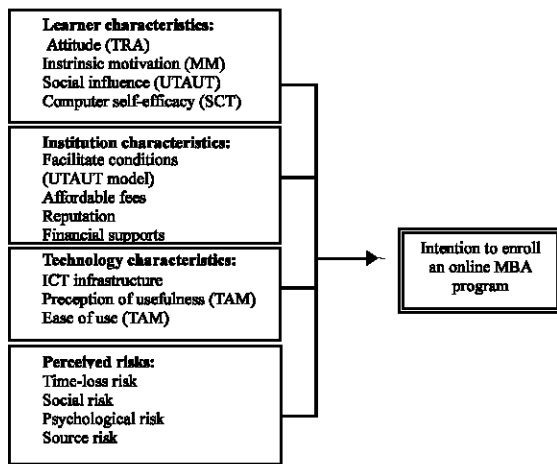 Learner characteristics:
Attitude (TRA)
Instrinsic motivation (MM)
Social influence (UTAUT)
Computer self-efficacy (SCT)
Institution characteristics:
Facilitate conditions
(UTAUT model)
Affordable fees
Reputation
Financial supports
Technology characteristics:
ICT infrastructure
Preception of usefulness (TAM)
Ease of use (TAM)
Perceived risks:
Time-loss risk
Social risk
Psychological risk
Source risk
Intention to enroll
an online MBA
program